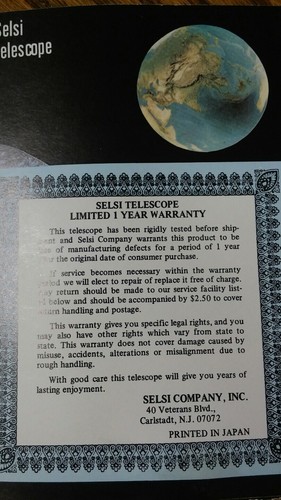 Selsi
Telescope
SELSI TELESCOPE
LIMITED 1 YEAR WARRANTY
This telescope has been rigidly tested before ship-
ment and Selsi Company warrants this product to be
of manufacturing defects for a period of 1 year
the original date of consumer purchase.
If service becomes necessary within the warranty
we will elect to repair of replace it free of charge.
Any return should be made to our service facility list-
below and should be accompanied by $2.50 to cover
return handling and postage.
This warranty gives you specific legal rights, and you
may also have other rights which vary from state to
state. This warranty does not cover damage caused by
misuse, accidents, alterations or misalignment due to
rough handling.
With good care this telescope will give you years of
lasting enjoyment.
SELSI COMPANY, INC.
40 Veterans Blvd.,
Carlstadt, N.J. 07072
PRINTED IN JAPAN